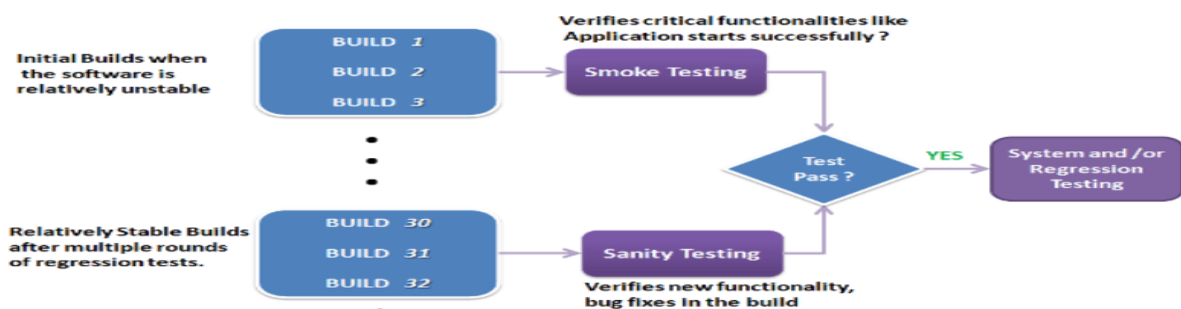 Verifies critical functionalities like
Application starts successfully ?
Initial Builds when
the software is
relatively unstable
BUILD 1
BUILD 2
BUILD 3
Smoke Testing
Test
Pass ?
YES
System and /or
Regression
Testing
Relatively Stable Builds
after multiple rounds
of regression tests.
BUILD 30
BUILD 31
BUILD 32
Sanity Testing
Verifies new functionality,
bug fixes in the build